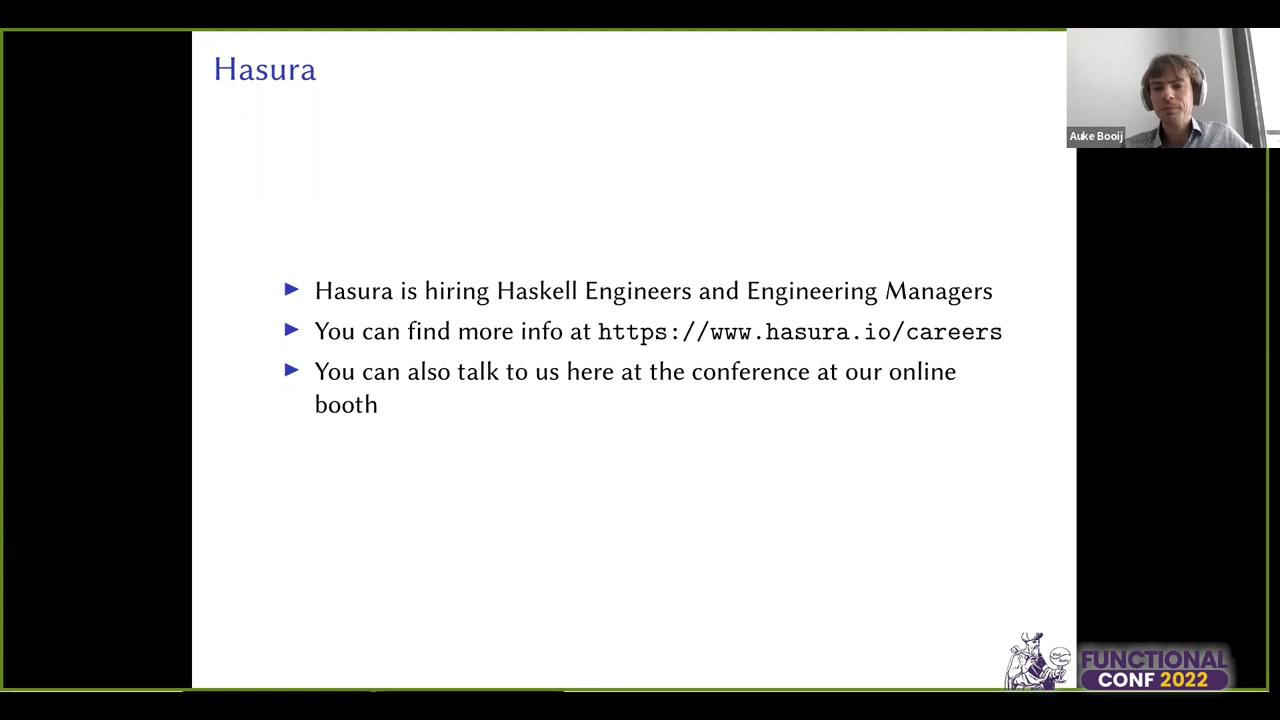 Hasura
Auke Booij
▶ Hasura is hiring Haskell Engineers and Engineering Managers
▶ You can find more info at https://www.hasura.io/careers
▶ You can also talk to us here at the conference at our online
booth
FUNCTIONAL
CONF 2022